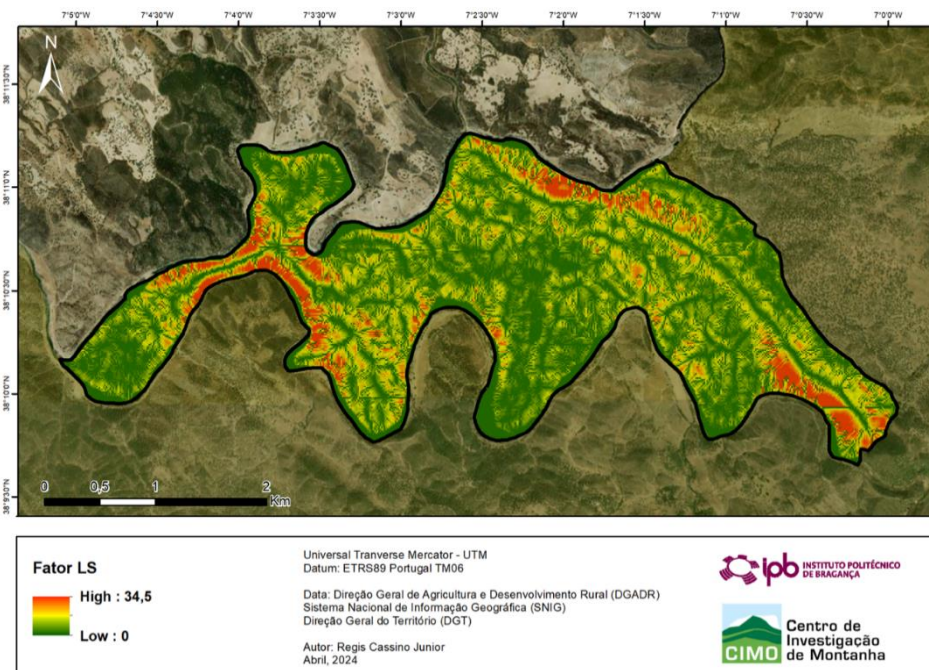 7°5'0"W 7°4'30"W 7°4'0"W 7°3'30"W 7°3'0"W 7°2'30"W 7°2'0"W 7°1'30"W 7°1'0"W 7°0'30"W 7°0'0"W
N
38°11'30"N
38°11'0"N
38°10'30"N
38°10'0"N
38°9'30"N
0 0,5 1 2
Km
Fator LS
High : 34,5
Low : 0
Universal Tranverse Mercator - UTM
Datum: ETRS89 Portugal TM06
Data: Direção Geral de Agricultura e Desenvolvimento Rural (DGADR)
Sistema Nacional de Informação Geográfica (SNIG)
Direção Geral do Território (DGT)
Autor: Regis Cassino Junior
Abril, 2024
ipb INSTITUTO POLITÉCNICO
DE BRAGANÇA
CIMO
Centro de
Investigação
de Montanha